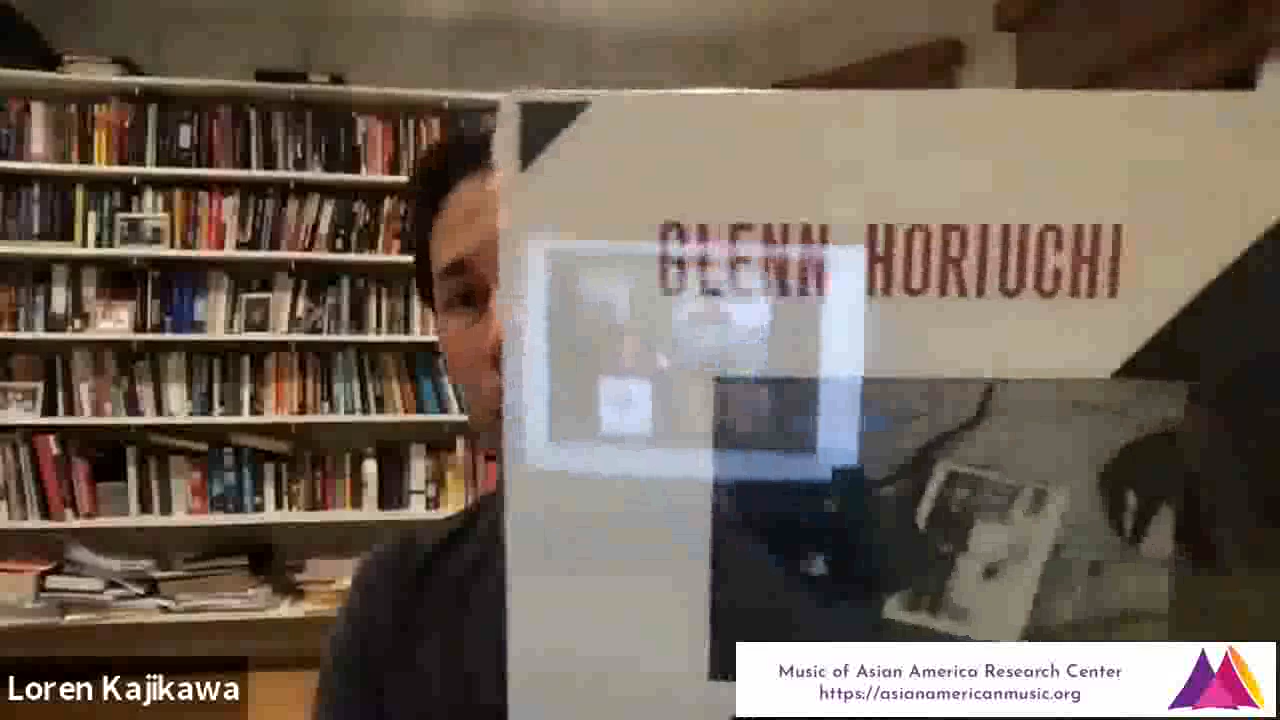 GLENN HORIUCHI
Loren Kajikawa
Music of Asian America Research Center
https://asianamericanmusic.org